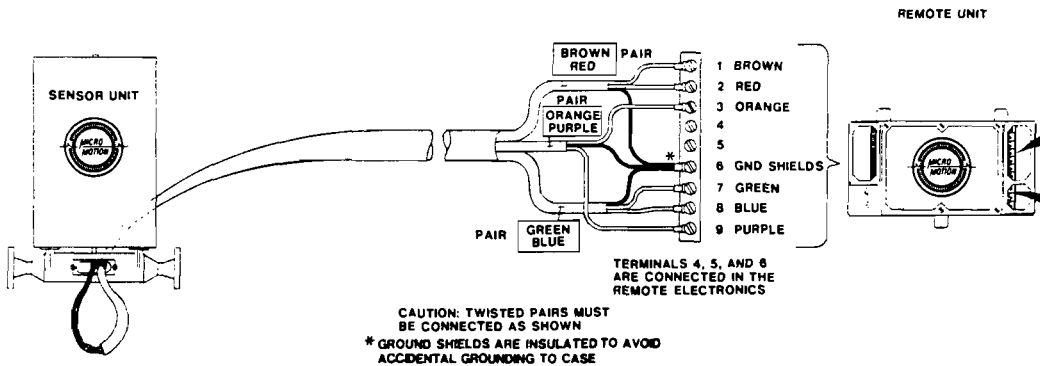 REMOTE UNIT
SENSOR UNIT
MICRO
MOTION
BROWN
RED
PAIR
PAIR
ORANGE
PURPLE
PAIR
GREEN
BLUE
1 BROWN
2 RED
3 ORANGE
4
5
* 6 GND SHIELDS
7 GREEN
8 BLUE
9 PURPLE
MICRO
MOTION
TERMINALS 4, 5, AND 6
ARE CONNECTED IN THE
REMOTE ELECTRONICS
CAUTION: TWISTED PAIRS MUST
BE CONNECTED AS SHOWN
* GROUND SHIELDS ARE INSULATED TO AVOID
ACCIDENTAL GROUNDING TO CASE